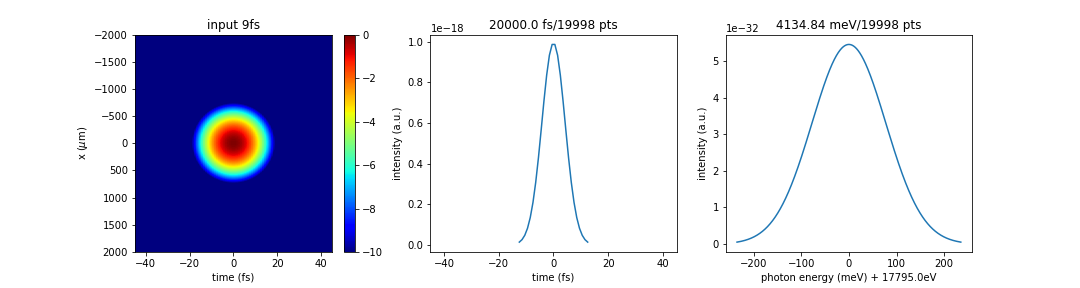 input 9fs
−2000
−1500
−1000
−500
0
500
1000
1500
2000
x (μm)
−40 −20 0 20 40
time (fs)
0
−2
−4
−6
−8
−10
20000.0 fs/19998 pts
1e−18
1.0
0.8
0.6
0.4
0.2
0.0
intensity (a.u.)
−40 −20 0 20 40
time (fs)
4134.84 meV/19998 pts
1e−32
5
4
3
2
1
0
intensity (a.u.)
−200 −100 0 100 200
photon energy (meV) + 17795.0eV